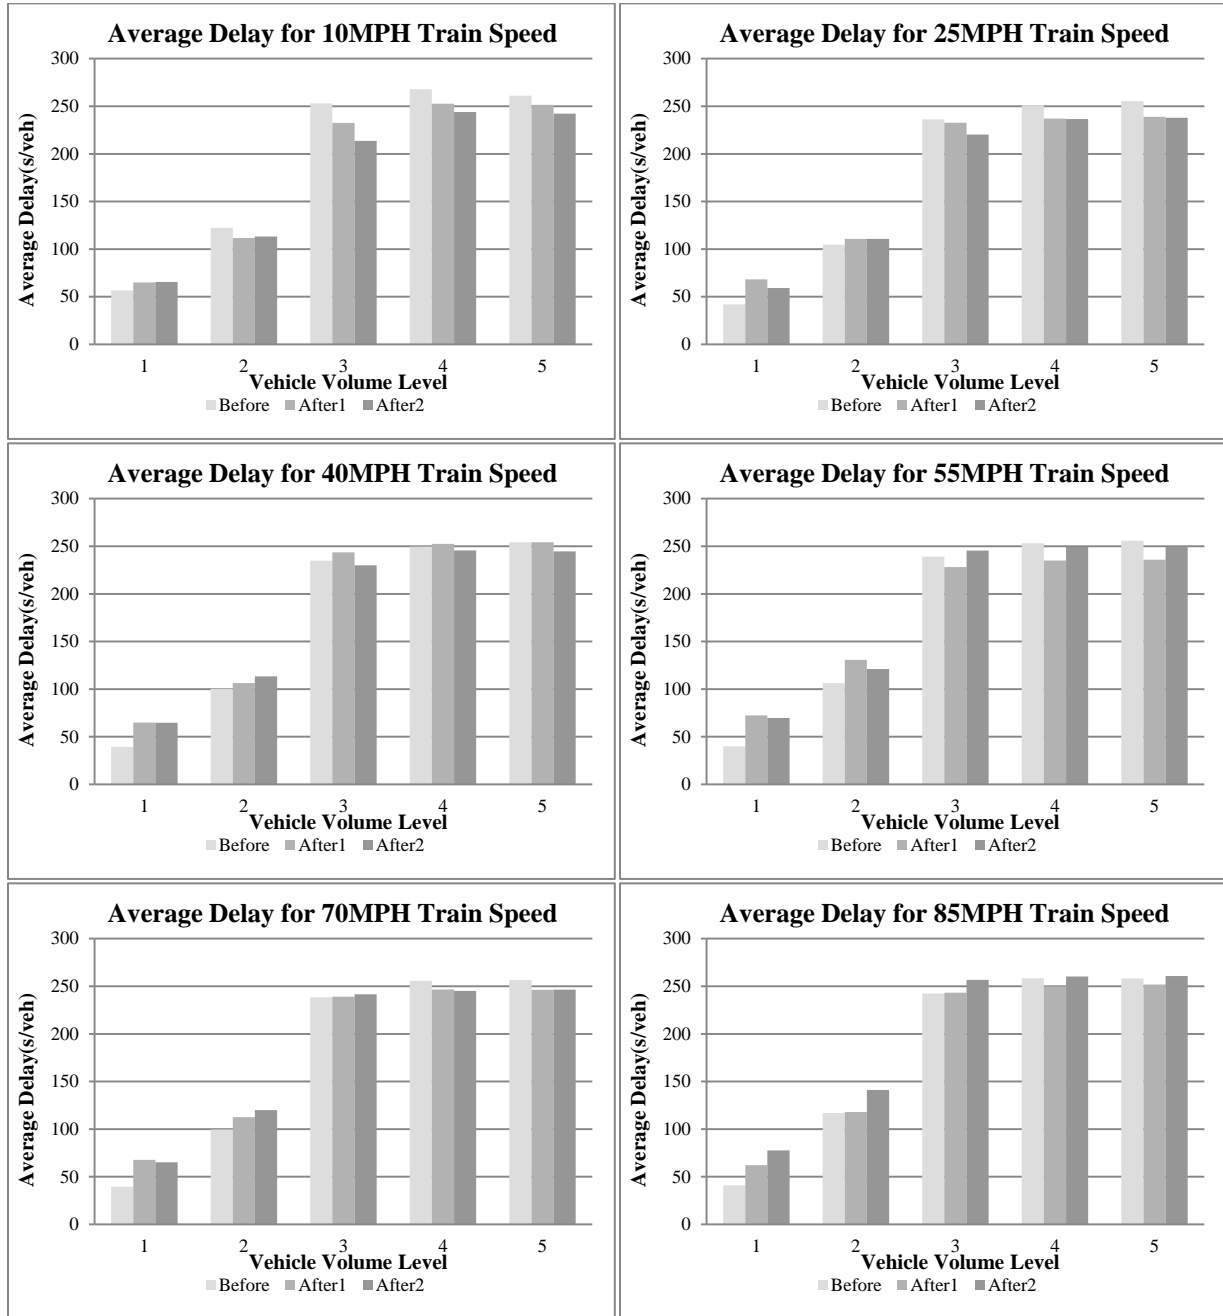 Average Delay for 10MPH Train Speed
300
250
200
150
100
50
0
Average Delay(s/veh)
1 2 3 4 5
Vehicle Volume Level
Before After1 After2
Average Delay for 25MPH Train Speed
300
250
200
150
100
50
0
Average Delay(s/veh)
1 2 3 4 5
Vehicle Volume Level
Before After1 After2
Average Delay for 40MPH Train Speed
300
250
200
150
100
50
0
Average Delay(s/veh)
1 2 3 4 5
Vehicle Volume Level
Before After1 After2
Average Delay for 55MPH Train Speed
300
250
200
150
100
50
0
Average Delay(s/veh)
1 2 3 4 5
Vehicle Volume Level
Before After1 After2
Average Delay for 70MPH Train Speed
300
250
200
150
100
50
0
Average Delay(s/veh)
1 2 3 4 5
Vehicle Volume Level
Before After1 After2
Average Delay for 85MPH Train Speed
300
250
200
150
100
50
0
Average Delay(s/veh)
1 2 3 4 5
Vehicle Volume Level
Before After1 After2